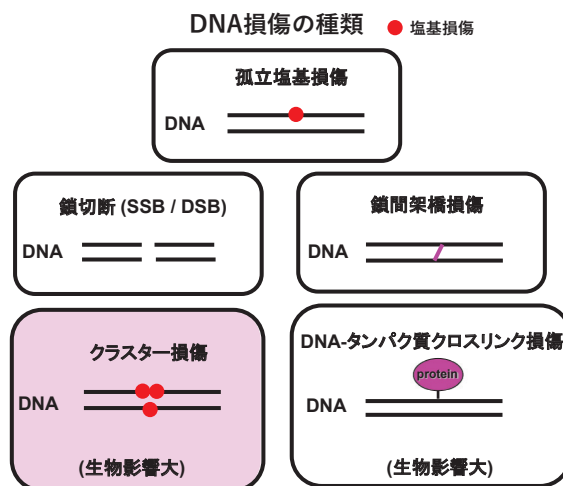 DNA損傷の種類
塩基損傷
孤立塩基損傷
DNA
鎖切断 (SSB / DSB)
DNA
鎖間架橋損傷
DNA
クラスター損傷
DNA
(生物影響大)
DNA-タンパク質クロスリンク損傷
protein
DNA
(生物影響大)